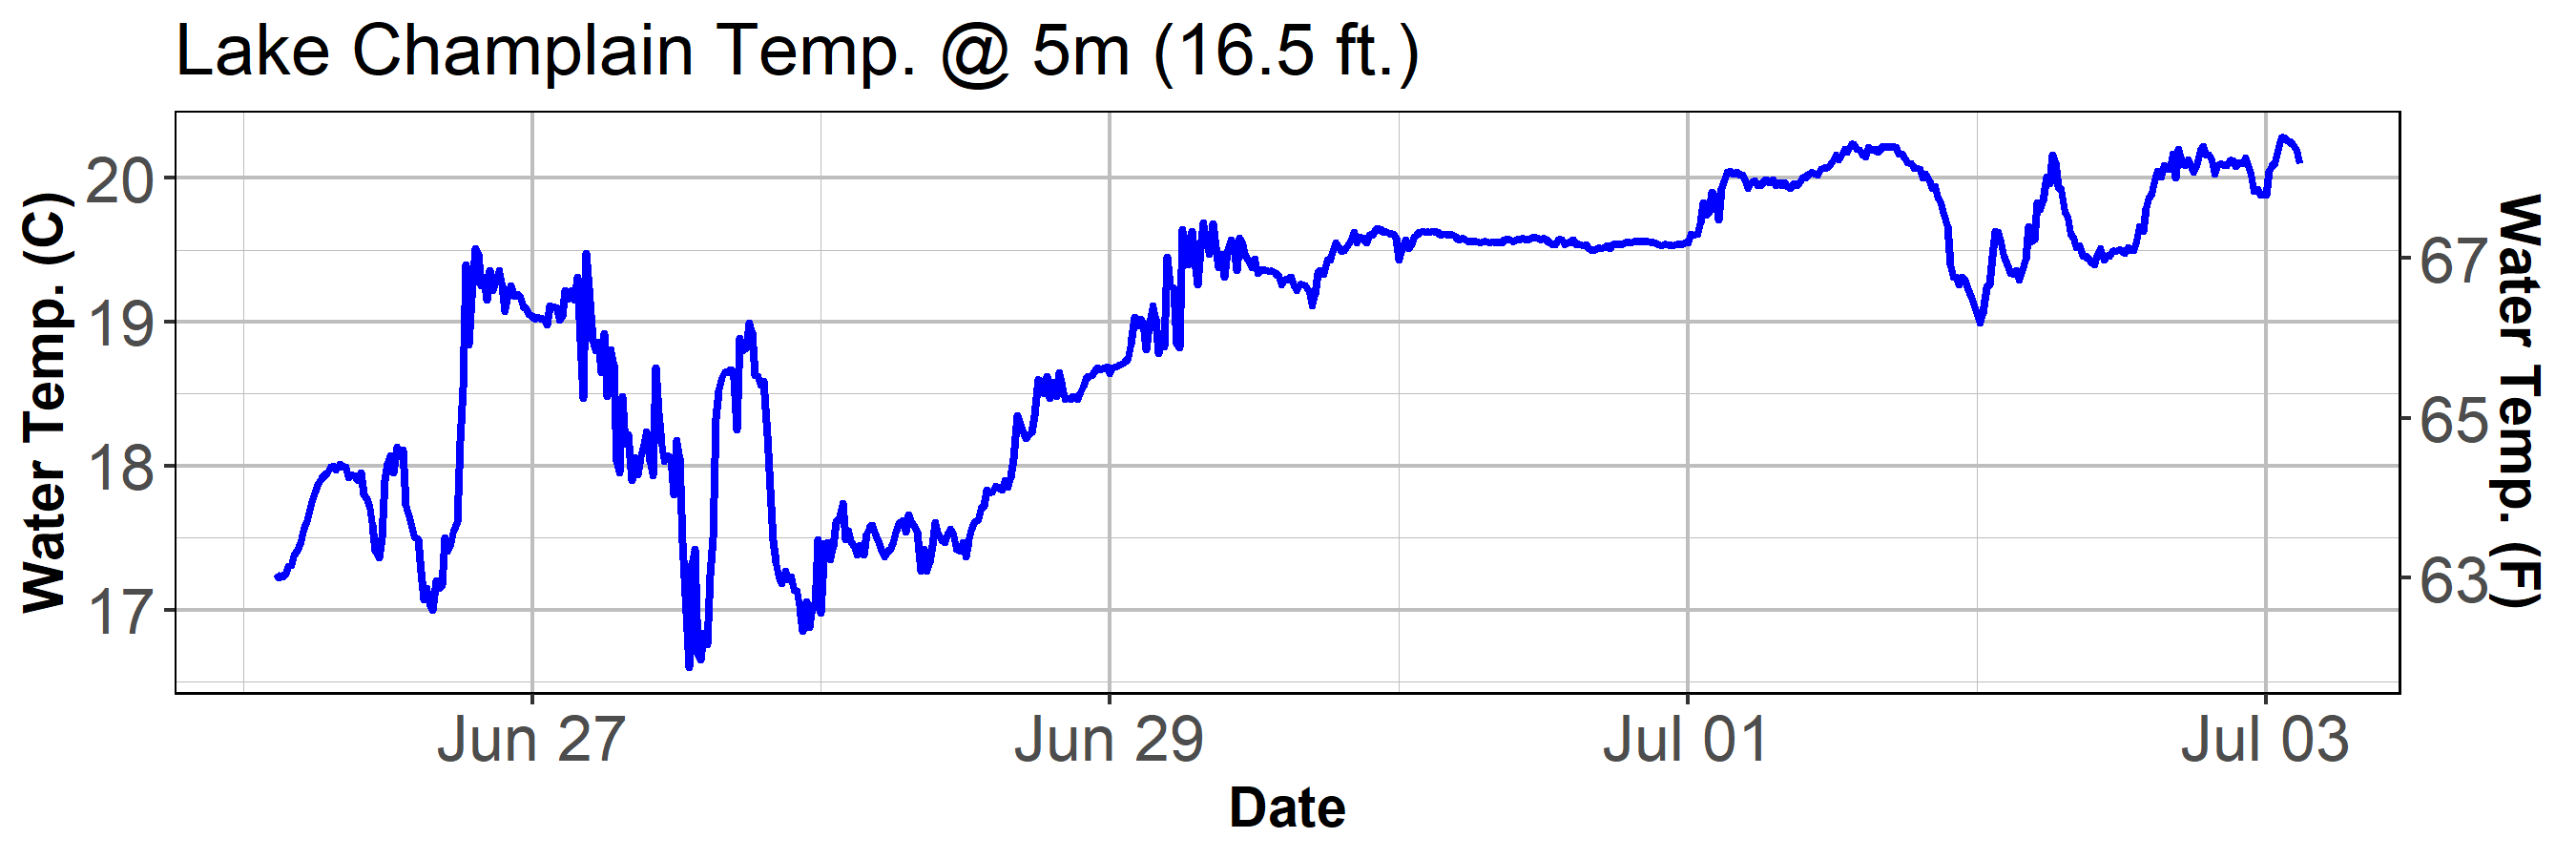 Lake Champlain Temp. @ 5m (16.5 ft.)
Water Temp. (C)
20
19
18
17
67
65
63
Water Temp. (F)
Jun 27
Jun 29
Jul 01
Jul 03
Date